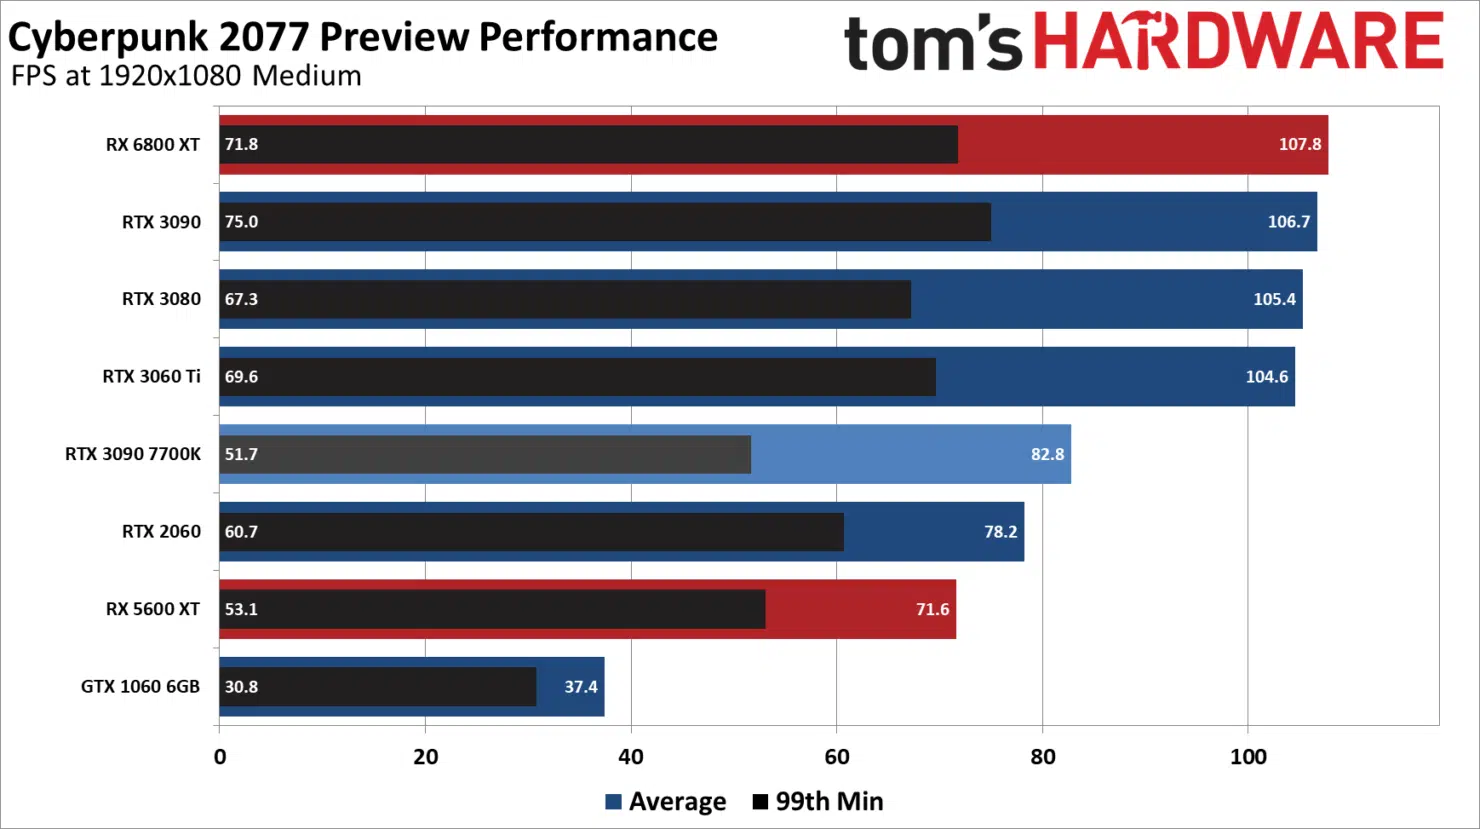 Cyberpunk 2077 Preview Performance
FPS at 1920x1080 Medium
tom's HARDWARE
RX 6800 XT 71.8 107.8
RTX 3090 75.0 106.7
RTX 3080 67.3 105.4
RTX 3060 Ti 69.6 104.6
RTX 3090 7700K 51.7 82.8
RTX 2060 60.7 78.2
RX 5600 XT 53.1 71.6
GTX 1060 6GB 30.8 37.4
0 20 40 60 80 100
Average 99th Min